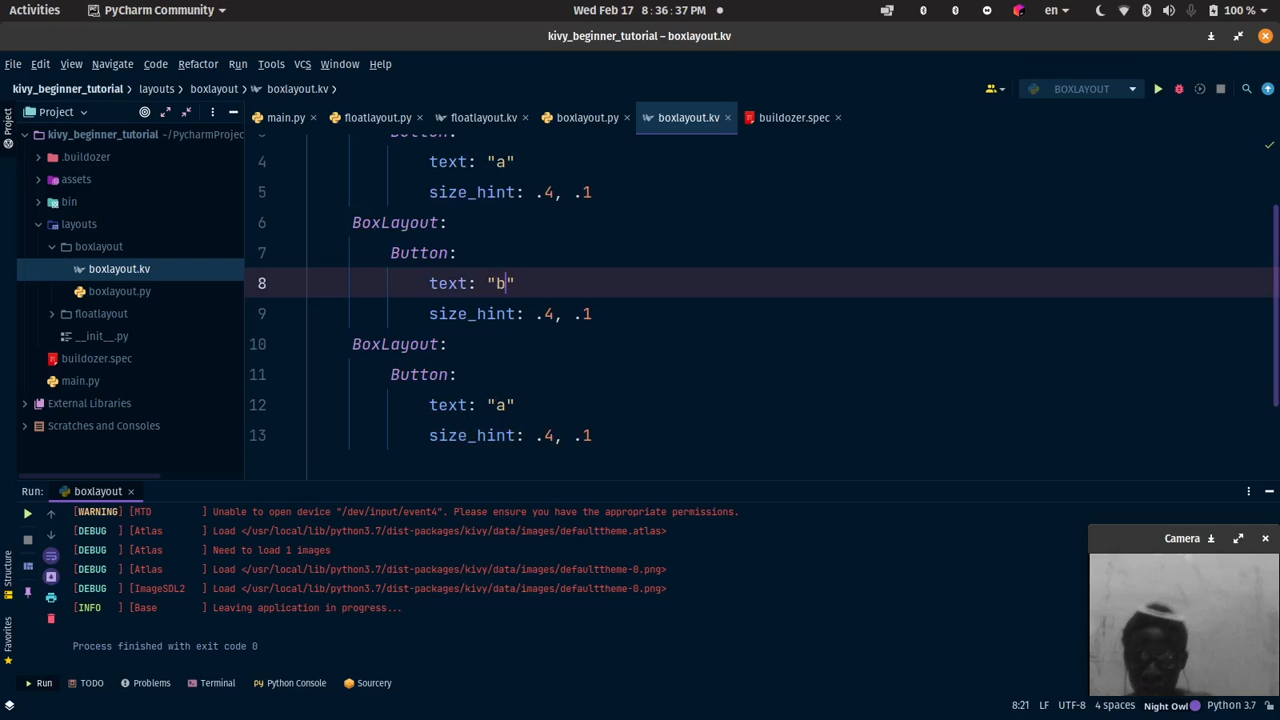 Activities
PyCharm Community
Wed Feb 17 8:36:37 PM
en
100 %
kivy_beginner_tutorial – boxlayout.kv
File Edit View Navigate Code Refactor Run Tools VCS Window Help
kivy_beginner_tutorial layouts boxlayout boxlayout.kv
BOXLAYOUT
Project
main.py
floatlayout.py
floatlayout.kv
boxlayout.py
boxlayout.kv
buildozer.spec
Project
kivy_beginner_tutorial ~/PycharmProjec
.buildozer
assets
bin
layouts
boxlayout
boxlayout.kv
boxlayout.py
floatlayout
__init__.py
buildozer.spec
main.py
External Libraries
Scratches and Consoles
3 Button:
4 text: "a"
5 size_hint: .4, .1
6 BoxLayout:
7 Button:
8 text: "b"
9 size_hint: .4, .1
10 BoxLayout:
11 Button:
12 text: "a"
13 size_hint: .4, .1
Run: boxlayout
[WARNING] [MTD ] Unable to open device "/dev/input/event4". Please ensure you have the appropriate permissions.
[DEBUG ] [Atlas ] Load </usr/local/lib/python3.7/dist-packages/kivy/data/images/defaulttheme.atlas>
[DEBUG ] [Atlas ] Need to load 1 images
[DEBUG ] [Atlas ] Load </usr/local/lib/python3.7/dist-packages/kivy/data/images/defaulttheme-0.png>
[DEBUG ] [ImageSDL2 ] Load </usr/local/lib/python3.7/dist-packages/kivy/data/images/defaulttheme-0.png>
[INFO ] [Base ] Leaving application in progress...
Process finished with exit code 0
Structure
Favorites
Camera
Run
TODO
Problems
Terminal
Python Console
Sourcery
8:21 LF UTF-8 4 spaces Night Owl Python 3.7